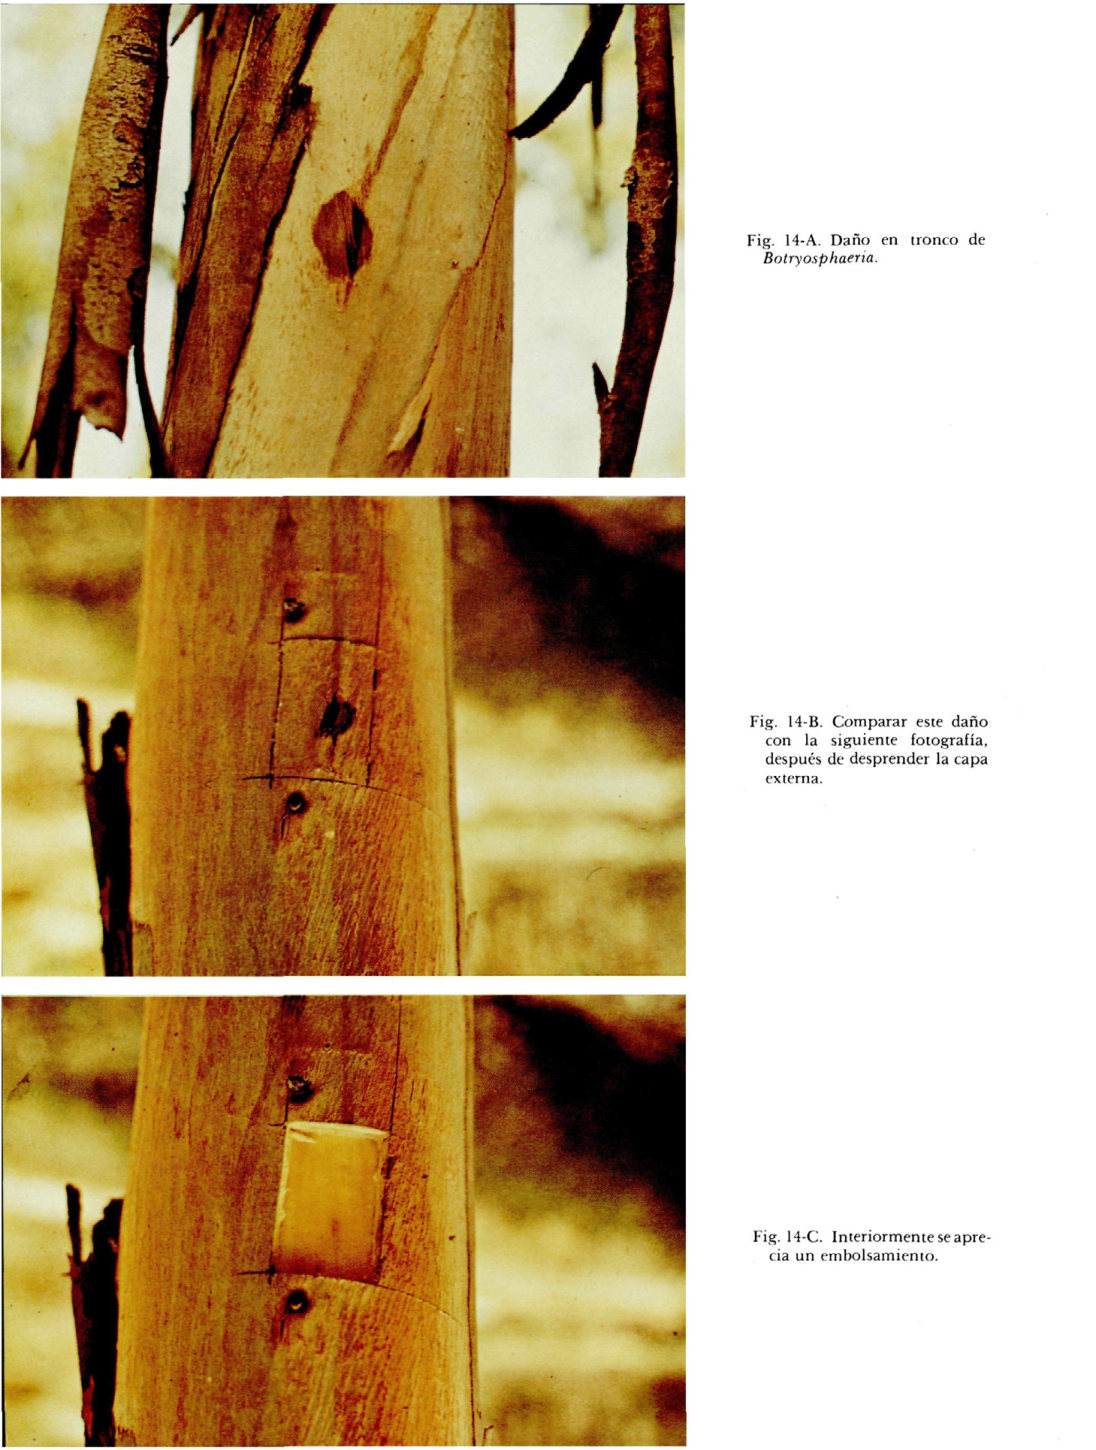 Fig. 14-A. Daño en tronco de
Botryosphaeria.
Fig. 14-B. Comparar este daño
con la siguiente fotografía,
después de desprender la capa
externa.
Fig. 14-C. Interiormente se apre-
cia un embolsamiento.